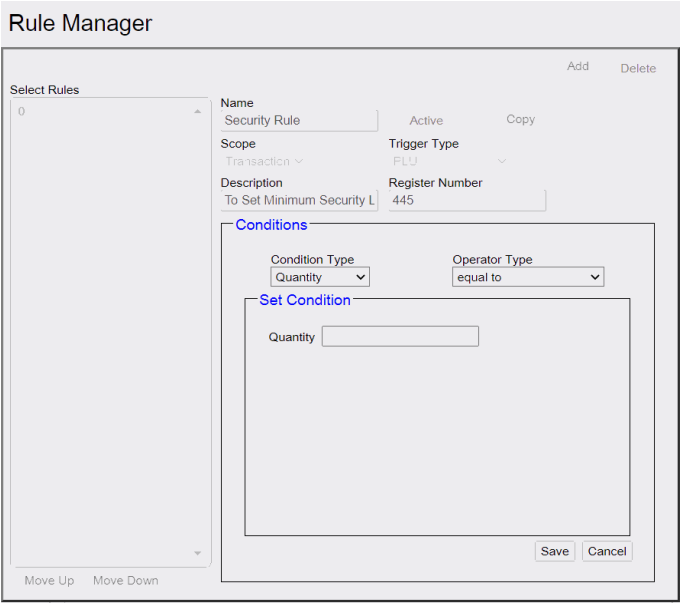 Rule Manager
Add Delete
Select Rules
0
Name
Security Rule Active Copy
Scope Trigger Type
Transaction PLU
Description Register Number
To Set Minimum Security L 445
Conditions
Condition Type Operator Type
Quantity equal to
Set Condition
Quantity
Save Cancel
Move Up Move Down